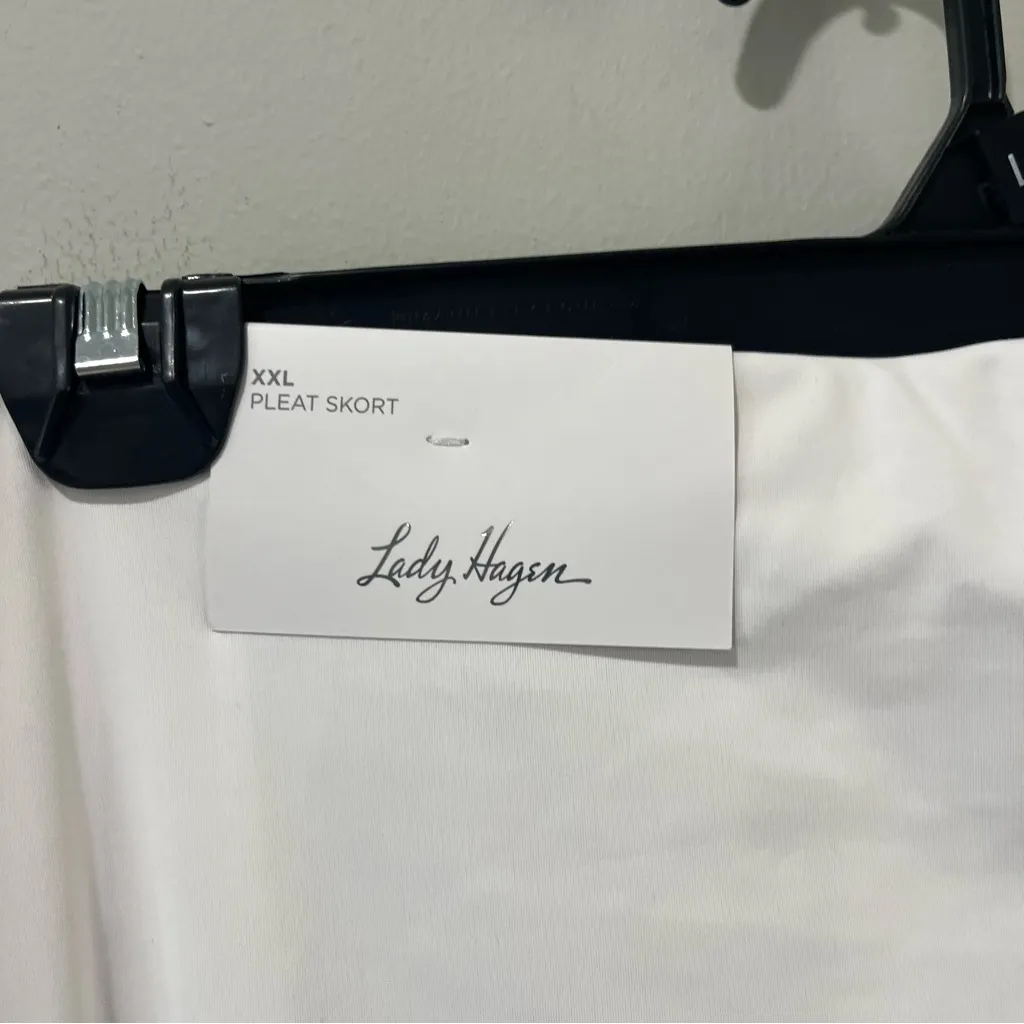 XXL
PLEAT SKORT
Lady Hagen
L